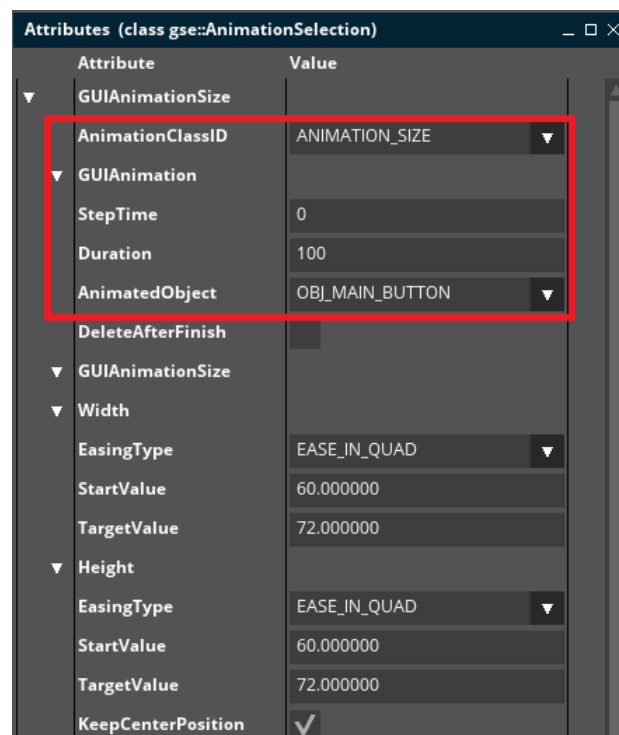 Attributes (class gse::AnimationSelection)
Attribute Value
GUIAnimationSize
AnimationClassID ANIMATION_SIZE
GUIAnimation
StepTime 0
Duration 100
AnimatedObject OBJ_MAIN_BUTTON
DeleteAfterFinish
GUIAnimationSize
Width
EasingType EASE_IN_QUAD
StartValue 60.000000
TargetValue 72.000000
Height
EasingType EASE_IN_QUAD
StartValue 60.000000
TargetValue 72.000000
KeepCenterPosition